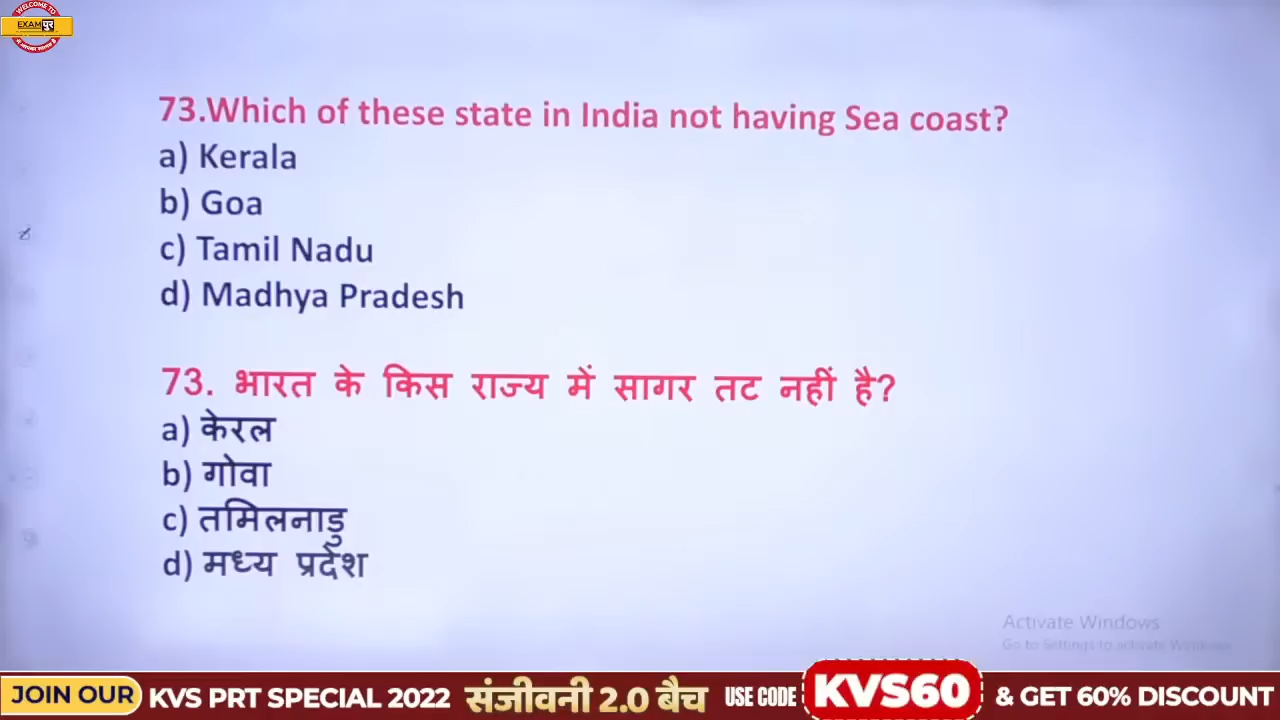 WELCOME TO
EXAM पुर
73.Which of these state in India not having Sea coast?
a) Kerala
b) Goa
c) Tamil Nadu
d) Madhya Pradesh
73. भारत के किस राज्य में सागर तट नहीं है?
a) केरल
b) गोवा
c) तमिलनाडु
d) मध्य प्रदेश
Activate Windows
Go to Settings to activate Windows
JOIN OUR KVS PRT SPECIAL 2022 संजीवनी 2.0 बैच USE CODE KVS60 & GET 60% DISCOUNT